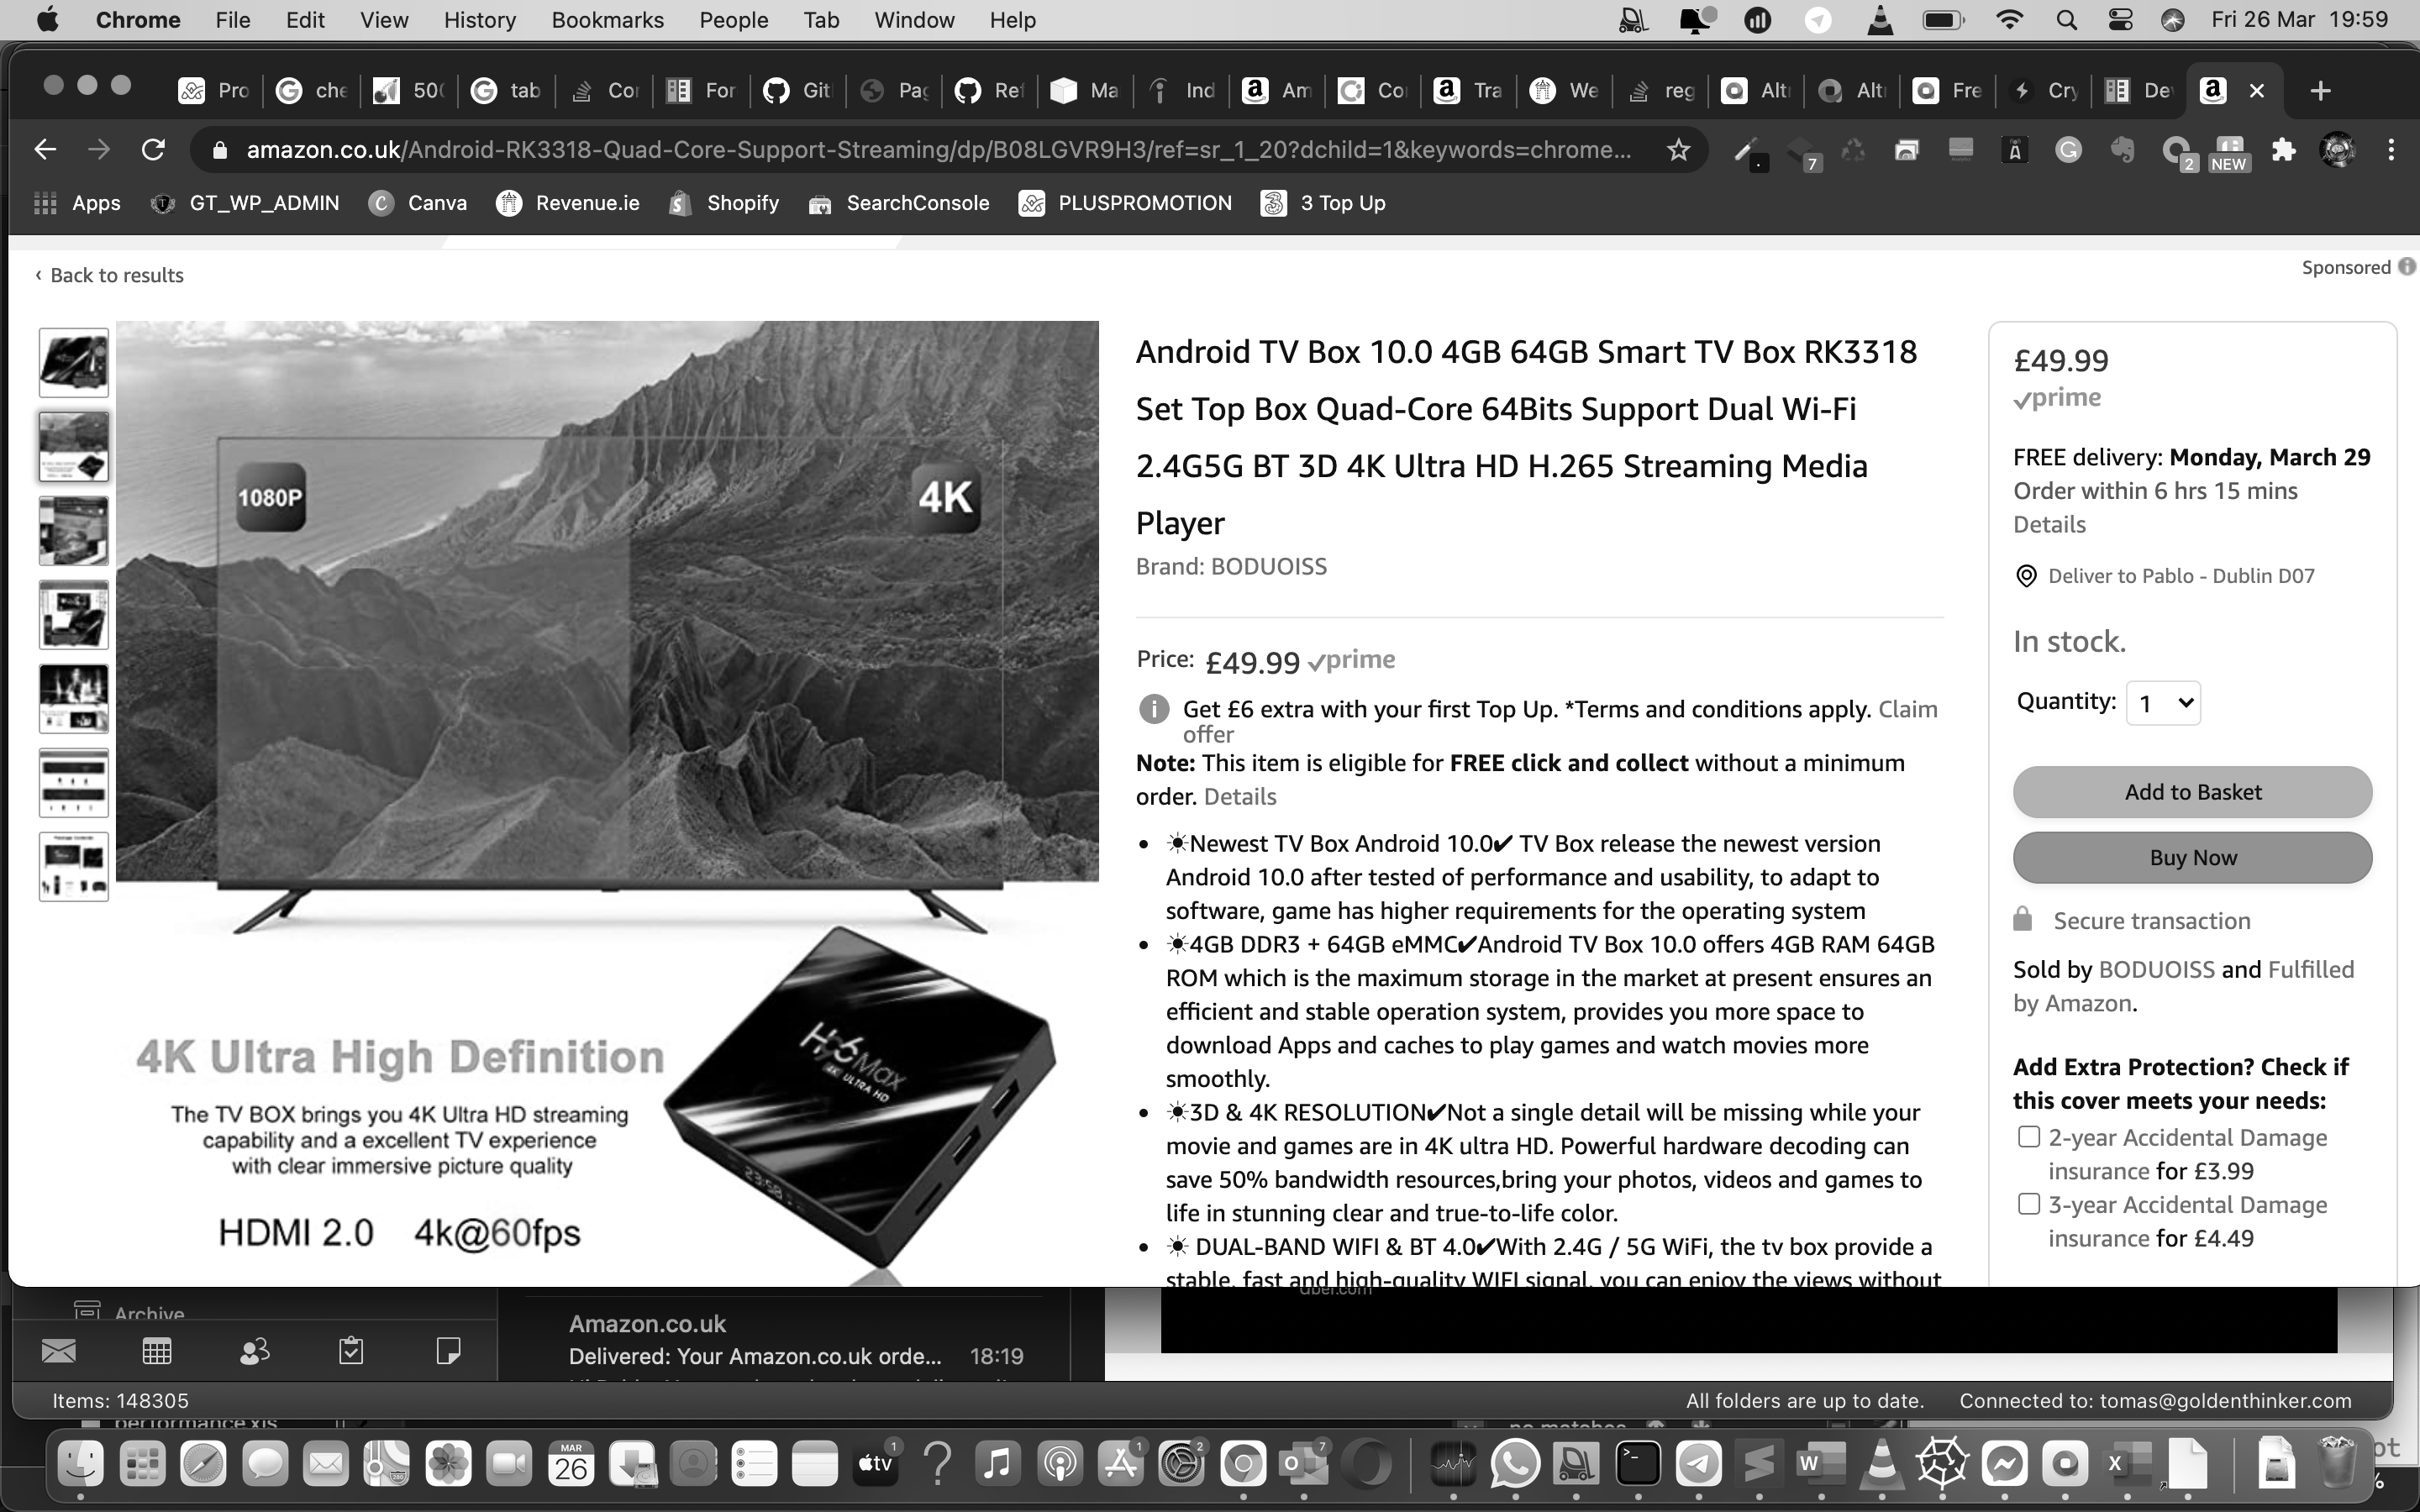 Chrome File Edit View History Bookmarks People Tab Window Help Fri 26 Mar 19:59
Pro che 50 tab Cor For Git Pag Ref Ma Ind Am Co Tra We reg Alt Alt Fre Cry De
amazon.co.uk/Android-RK3318-Quad-Core-Support-Streaming/dp/B08LGVR9H3/ref=sr_1_20?dchild=1&keywords=chrome...
7 2 NEW
Apps GT_WP_ADMIN Canva Revenue.ie Shopify SearchConsole PLUSPROMOTION 3 Top Up
‹ Back to results
Sponsored
1080P
4K
4K Ultra High Definition
The TV BOX brings you 4K Ultra HD streaming
capability and a excellent TV experience
with clear immersive picture quality
HDMI 2.0 4k@60fps
H96Max
4K ULTRA HD
Android TV Box 10.0 4GB 64GB Smart TV Box RK3318
Set Top Box Quad-Core 64Bits Support Dual Wi-Fi
2.4G5G BT 3D 4K Ultra HD H.265 Streaming Media
Player
Brand: BODUOISS
Price: £49.99 ✓prime
Get £6 extra with your first Top Up. *Terms and conditions apply. Claim
offer
Note: This item is eligible for FREE click and collect without a minimum
order. Details
• ☀Newest TV Box Android 10.0✔ TV Box release the newest version
Android 10.0 after tested of performance and usability, to adapt to
software, game has higher requirements for the operating system
• ☀4GB DDR3 + 64GB eMMC✔Android TV Box 10.0 offers 4GB RAM 64GB
ROM which is the maximum storage in the market at present ensures an
efficient and stable operation system, provides you more space to
download Apps and caches to play games and watch movies more
smoothly.
• ☀3D & 4K RESOLUTION✔Not a single detail will be missing while your
movie and games are in 4K ultra HD. Powerful hardware decoding can
save 50% bandwidth resources,bring your photos, videos and games to
life in stunning clear and true-to-life color.
• ☀ DUAL-BAND WIFI & BT 4.0✔With 2.4G / 5G WiFi, the tv box provide a
stable, fast and high-quality WIFI signal, you can enjoy the views without
£49.99
✓prime
FREE delivery: Monday, March 29
Order within 6 hrs 15 mins
Details
Deliver to Pablo - Dublin D07
In stock.
Quantity: 1
Add to Basket
Buy Now
Secure transaction
Sold by BODUOISS and Fulfilled
by Amazon.
Add Extra Protection? Check if
this cover meets your needs:
2-year Accidental Damage
insurance for £3.99
3-year Accidental Damage
insurance for £4.49
Archive
Amazon.co.uk
Delivered: Your Amazon.co.uk orde... 18:19
uber.com
Items: 148305
All folders are up to date. Connected to: tomas@goldenthinker.com
performance.xls
no matches
MAR
26
tv
1 1 2 7